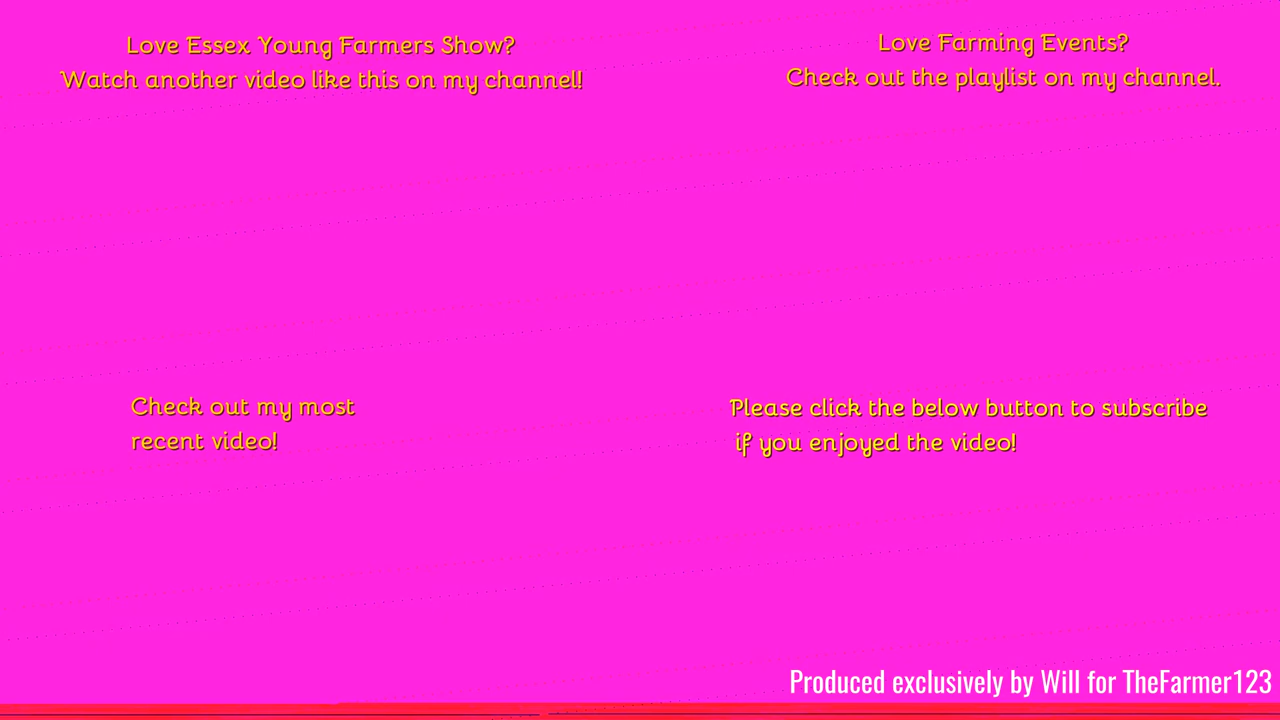 Love Essex Young Farmers Show?
Watch another video like this on my channel!
Love Farming Events?
Check out the playlist on my channel.
Check out my most
recent video!
Please click the below button to subscribe
if you enjoyed the video!
Produced exclusively by Will for TheFarmer123